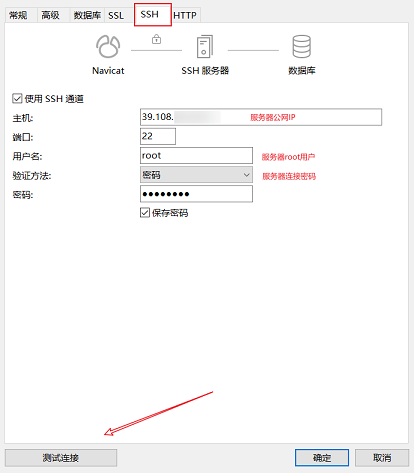 常规 高级 数据库 SSL SSH HTTP
Navicat SSH 服务器 数据库
使用 SSH 通道
主机: 39.108. 服务器公网IP
端口: 22
用户名: root 服务器root用户
验证方法: 密码 服务器连接密码
密码: ●●●●●●●●
保存密码
测试连接 确定 取消